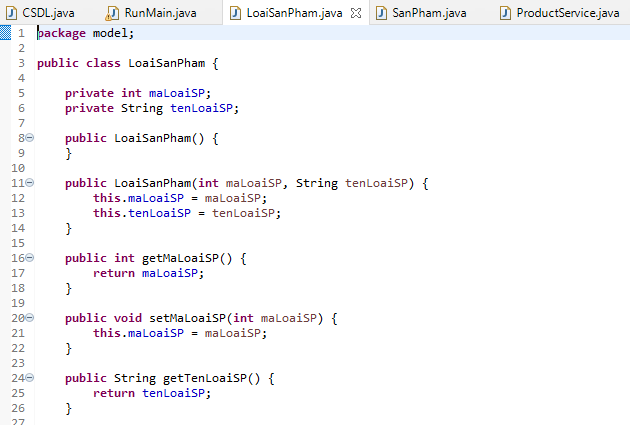 CSDL.java RunMain.java LoaiSanPham.java SanPham.java ProductService.java
1 package model;
2
3 public class LoaiSanPham {
4
5     private int maLoaiSP;
6     private String tenLoaiSP;
7
8     public LoaiSanPham() {
9     }
10
11     public LoaiSanPham(int maLoaiSP, String tenLoaiSP) {
12         this.maLoaiSP = maLoaiSP;
13         this.tenLoaiSP = tenLoaiSP;
14     }
15
16     public int getMaLoaiSP() {
17         return maLoaiSP;
18     }
19
20     public void setMaLoaiSP(int maLoaiSP) {
21         this.maLoaiSP = maLoaiSP;
22     }
23
24     public String getTenLoaiSP() {
25         return tenLoaiSP;
26     }
27